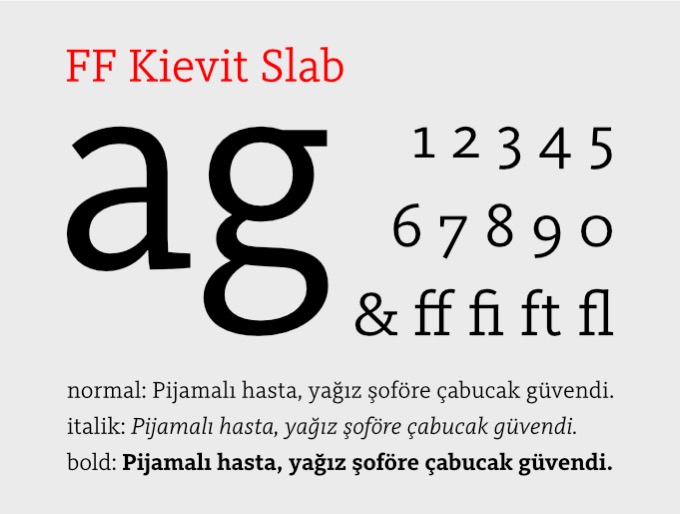 FF Kievit Slab
ag
1 2 3 4 5
6 7 8 9 0
& ff fi ft fl
normal: Pijamalı hasta, yağız şoföre çabucak güvendi.
italik: Pijamalı hasta, yağız şoföre çabucak güvendi.
bold: Pijamalı hasta, yağız şoföre çabucak güvendi.